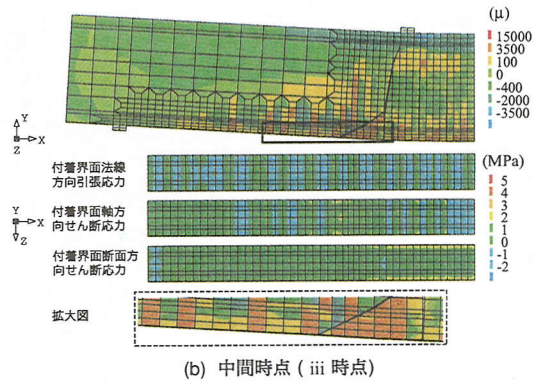 (μ)
15000
3500
100
0
-400
-2000
-3500
Y
X
Z
付着界面法線
方向引張応力
(MPa)
5
4
3
2
1
0
-1
-2
付着界面軸方
向せん断応力
Y
X
Z
付着界面断面方
向せん断応力
拡大図
(b) 中間時点 ( iii 時点)